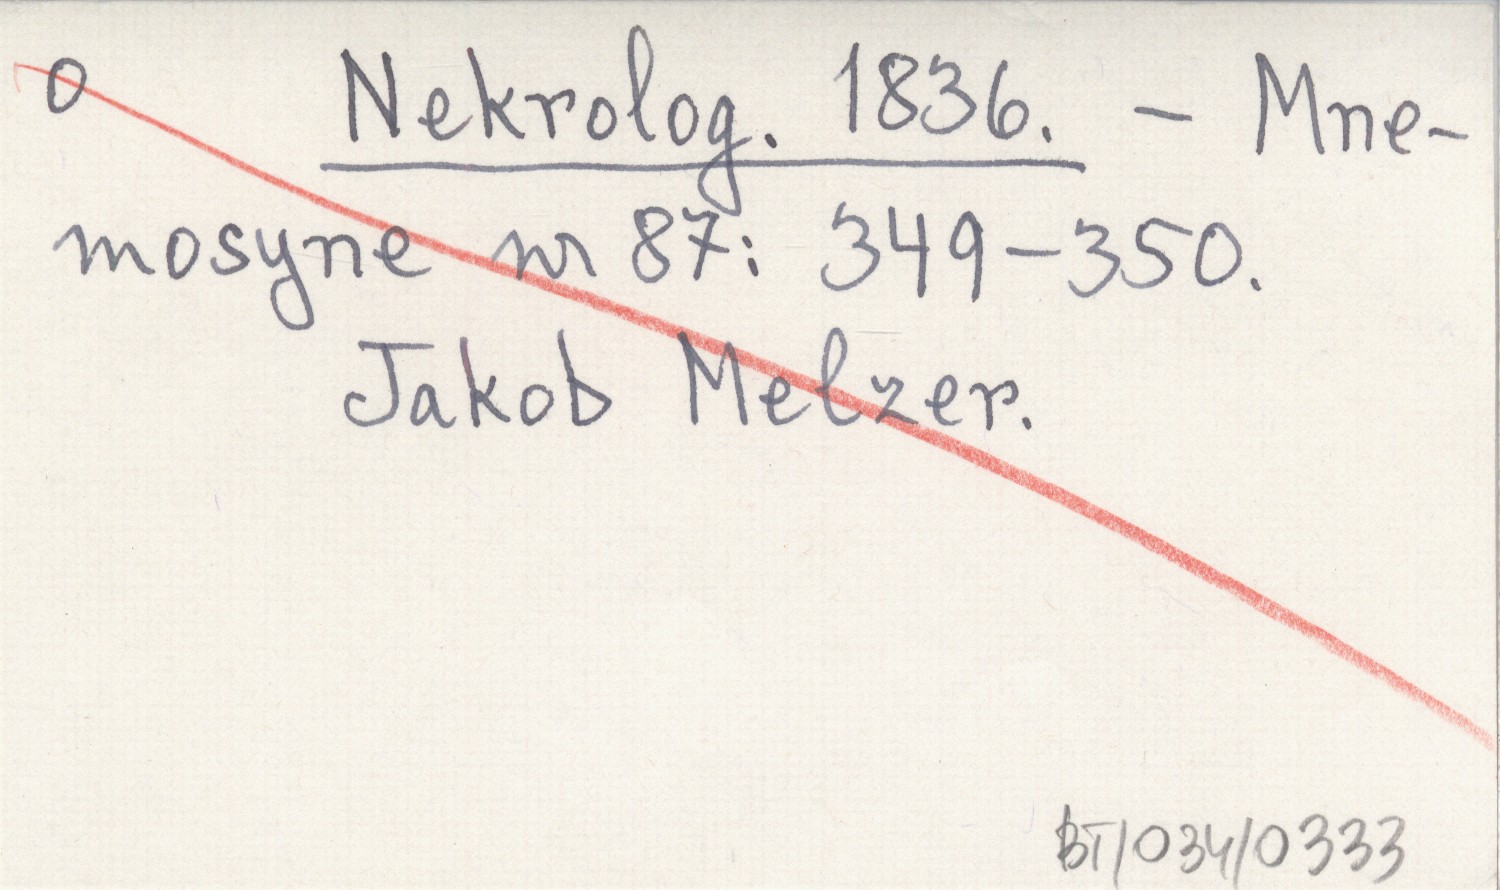 O Nekrolog. 1836. - Mne-
mosyne nr 87: 349-350.
Jakob Melzer.
BT/034/0333